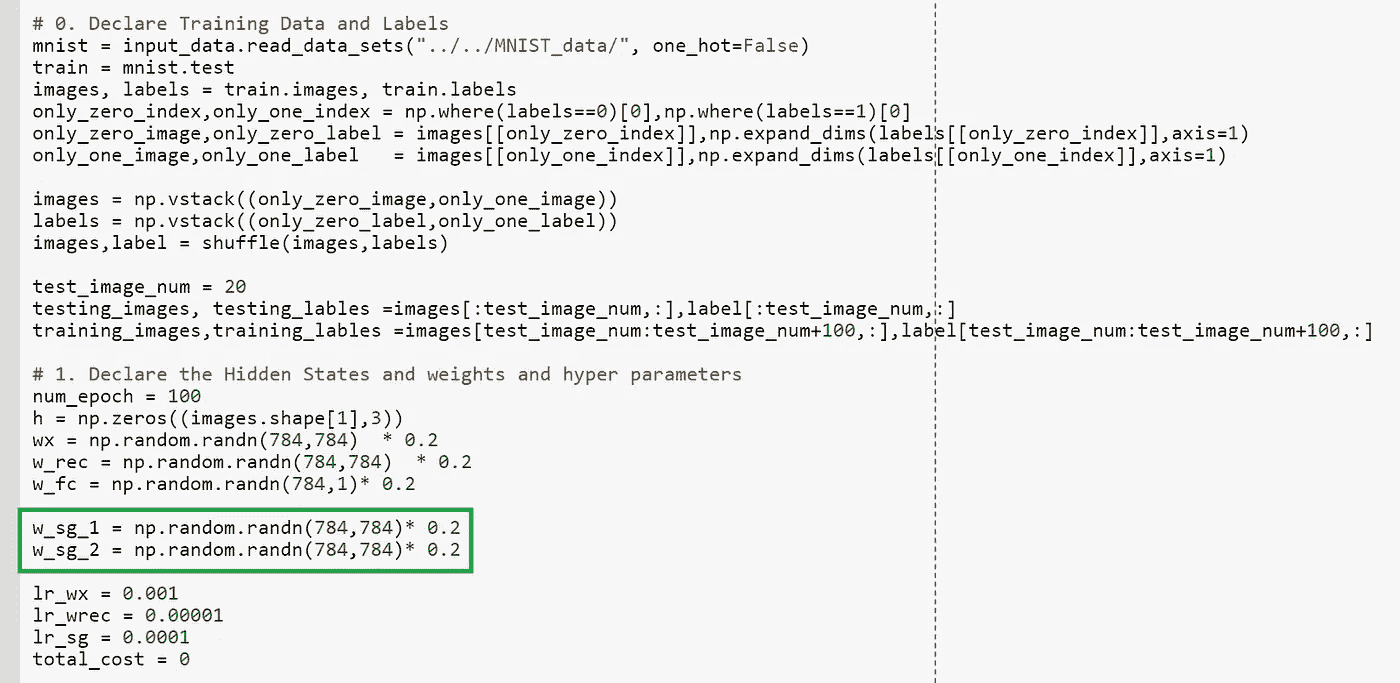 # 0. Declare Training Data and Labels
mnist = input_data.read_data_sets("../../MNIST_data/", one_hot=False)
train = mnist.test
images, labels = train.images, train.labels
only_zero_index,only_one_index = np.where(labels==0)[0],np.where(labels==1)[0]
only_zero_image,only_zero_label = images[[only_zero_index]],np.expand_dims(labels[[only_zero_index]],axis=1)
only_one_image,only_one_label   = images[[only_one_index]],np.expand_dims(labels[[only_one_index]],axis=1)
images = np.vstack((only_zero_image,only_one_image))
labels = np.vstack((only_zero_label,only_one_label))
images,label = shuffle(images,labels)
test_image_num = 20
testing_images, testing_lables =images[:test_image_num,:],label[:test_image_num,:]
training_images,training_lables =images[test_image_num:test_image_num+100,:],label[test_image_num:test_image_num+100,:]
# 1. Declare the Hidden States and weights and hyper parameters
num_epoch = 100
h = np.zeros((images.shape[1],3))
wx = np.random.randn(784,784)  * 0.2
w_rec = np.random.randn(784,784)  * 0.2
w_fc = np.random.randn(784,1)* 0.2
w_sg_1 = np.random.randn(784,784)* 0.2
w_sg_2 = np.random.randn(784,784)* 0.2
lr_wx = 0.001
lr_wrec = 0.00001
lr_sg = 0.0001
total_cost = 0